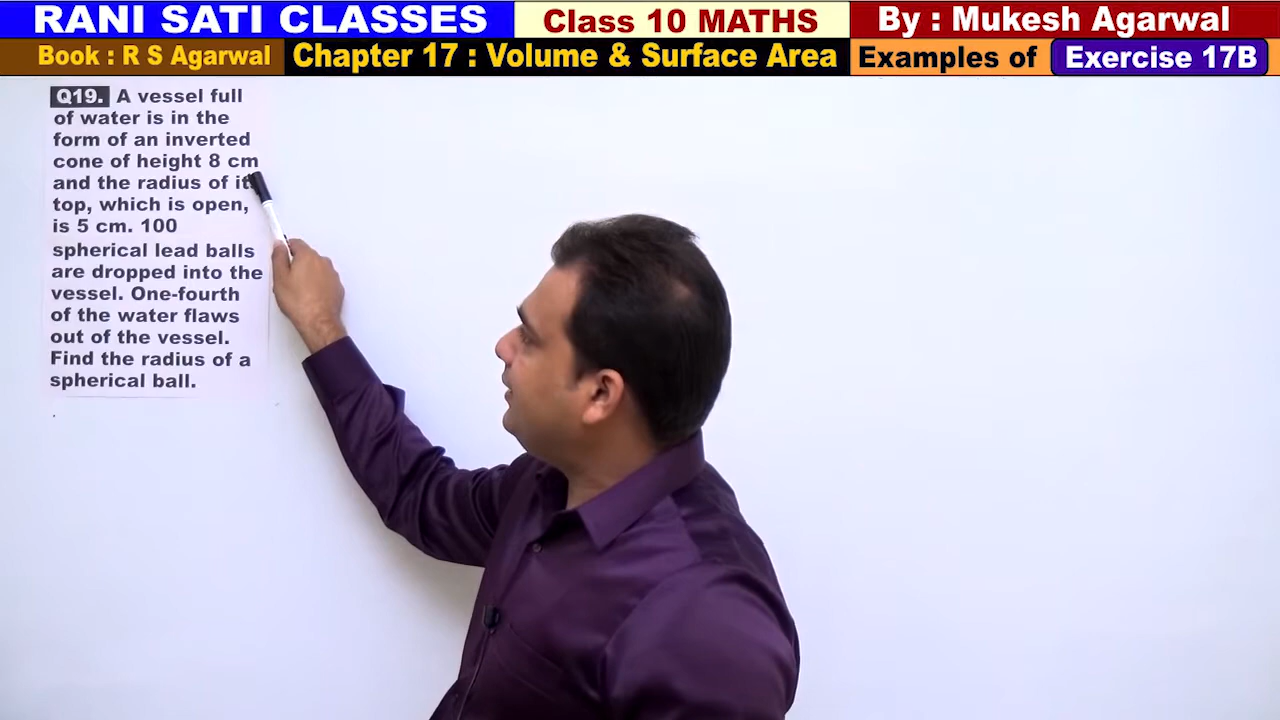 RANI SATI CLASSES Class 10 MATHS By : Mukesh Agarwal
Book : R S Agarwal Chapter 17 : Volume & Surface Area Examples of Exercise 17B
Q19. A vessel full
of water is in the
form of an inverted
cone of height 8 cm
and the radius of its
top, which is open,
is 5 cm. 100
spherical lead balls
are dropped into the
vessel. One-fourth
of the water flaws
out of the vessel.
Find the radius of a
spherical ball.